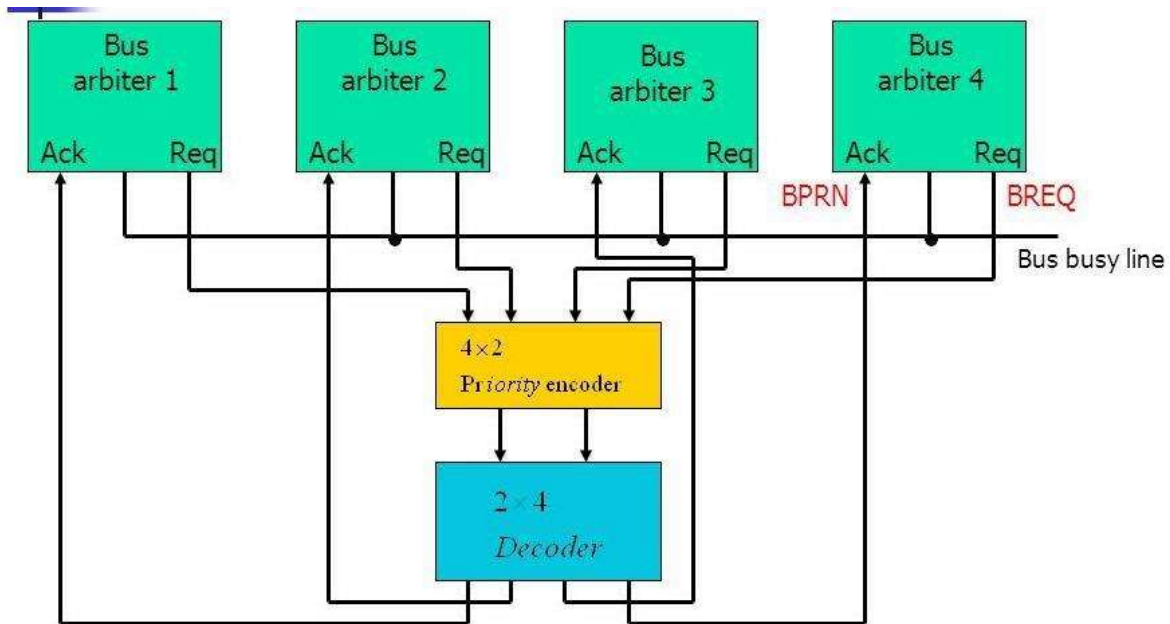 Bus
arbiter 1
Ack
Req
Bus
arbiter 2
Ack
Req
Bus
arbiter 3
Ack
Req
Bus
arbiter 4
Ack
Req
BPRN
BREQ
Bus busy line
4×2
Priority encoder
2×4
Decoder